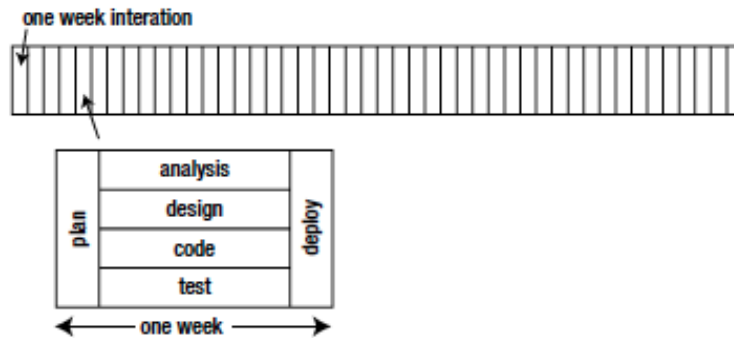 one week interation
analysis
design
plan
code
deploy
test
one week